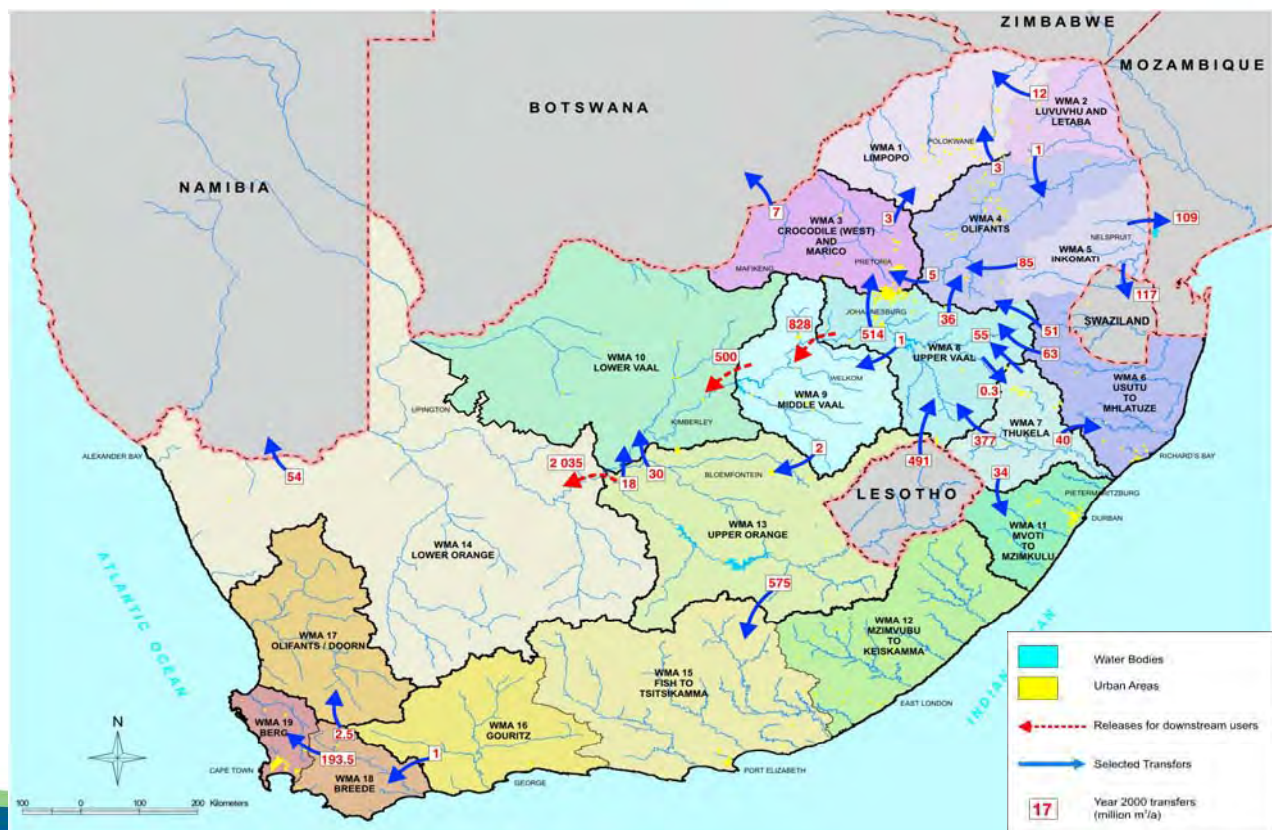 ZIMBABWE
MOZAMBIQUE
BOTSWANA
NAMIBIA
12
WMA 2
LUVUVHU AND
LETABA
WMA 1
LIMPOPO
POLOKWANE
3
1
7
3
WMA 3
CROCODILE (WEST)
AND
MARICO
WMA 4
OLIFANTS
109
NELSPRUIT
WMA 5
INKOMATI
MAFIKENG
PRETORIA
5
85
117
JOHANNESBURG
36
SWAZILAND
828
514
1
WMA 8
UPPER VAAL
55
51
63
500
WMA 10
LOWER VAAL
WELKOM
WMA 9
MIDDLE VAAL
0.3
WMA 6
USUTU
TO
MHLATUZE
UPINGTON
KIMBERLEY
WMA 7
THUKELA
377
40
ALEXANDER BAY
54
2 035
18
30
BLOEMFONTEIN
2
491
34
RICHARD'S BAY
LESOTHO
PIETERMARITZBURG
DURBAN
WMA 13
UPPER ORANGE
WMA 11
MVOTI
TO
MZIMKULU
WMA 14
LOWER ORANGE
ATLANTIC OCEAN
575
WMA 12
MZIMVUBU
TO
KEISKAMMA
WMA 17
OLIFANTS / DOORN
WMA 15
FISH TO
TSITSIKAMMA
EAST LONDON
INDIAN
AN
WMA 19
BERG
2.5
WMA 16
GOURITZ
193.5
1
CAPE TOWN
WMA 18
BREEDE
GEORGE
PORT ELIZABETH
N
100 0 100 200 Kilometers
Water Bodies
Urban Areas
Releases for downstream users
Selected Transfers
17
Year 2000 transfers
(million m³/a)